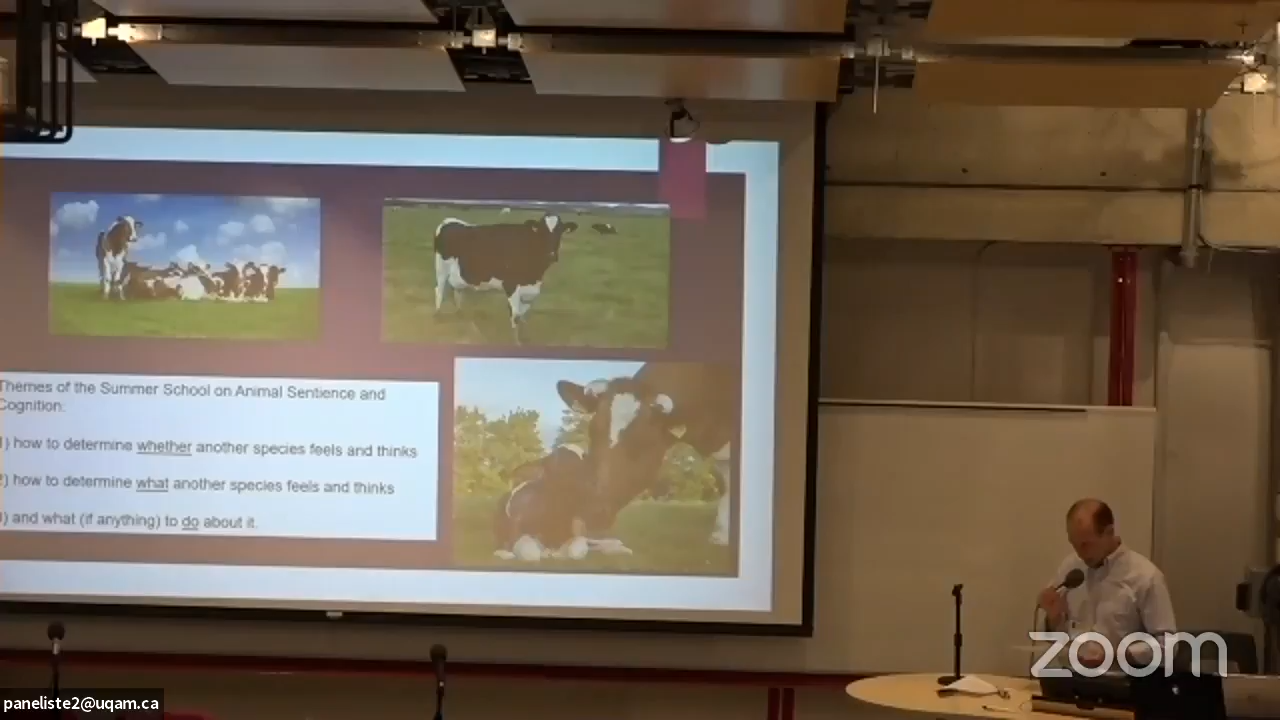 Themes of the Summer School on Animal Sentience and
Cognition:
) how to determine whether another species feels and thinks
) how to determine what another species feels and thinks
) and what (if anything) to do about it.
zoom
paneliste2@uqam.ca